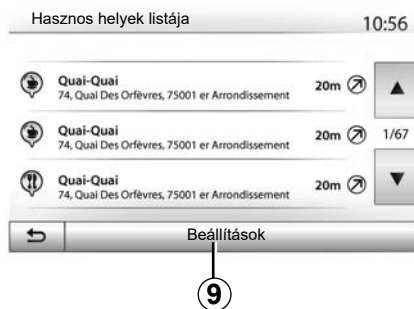 Hasznos helyek listája 10:56
Quai-Quai
74, Quai Des Orfèvres, 75001 er Arrondissement
20m
Quai-Quai
74, Quai Des Orfèvres, 75001 er Arrondissement
20m
1/67
Quai-Quai
74, Quai Des Orfèvres, 75001 er Arrondissement
20m
Beállítások
9